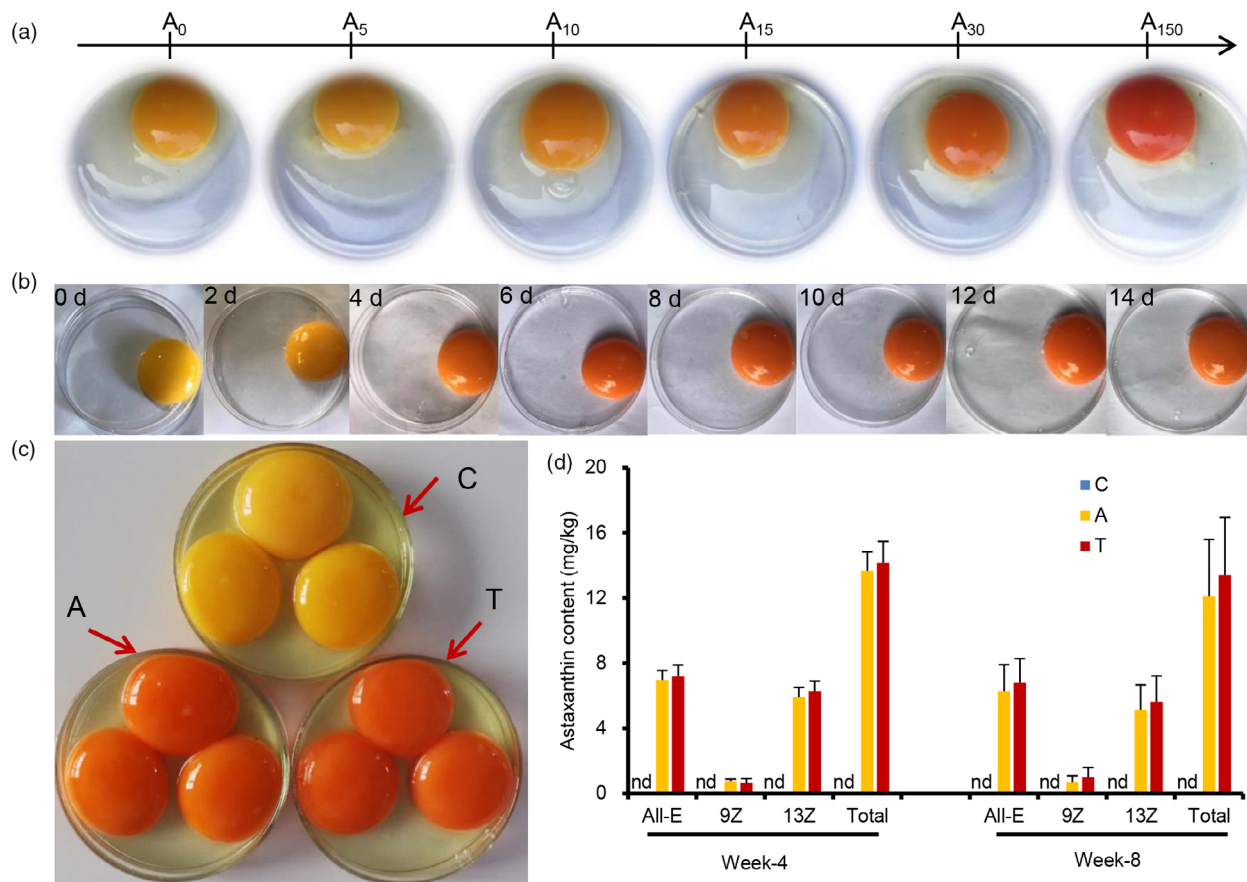 (a)
A₀ A₅ A₁₀ A₁₅ A₃₀ A₁₅₀
(b)
0 d 2 d 4 d 6 d 8 d 10 d 12 d 14 d
(c)
C
A
T
(d)
Astaxanthin content (mg/kg)
20
16
12
8
4
0
C
A
T
nd nd nd nd nd nd nd nd
All-E 9Z 13Z Total All-E 9Z 13Z Total
Week-4 Week-8